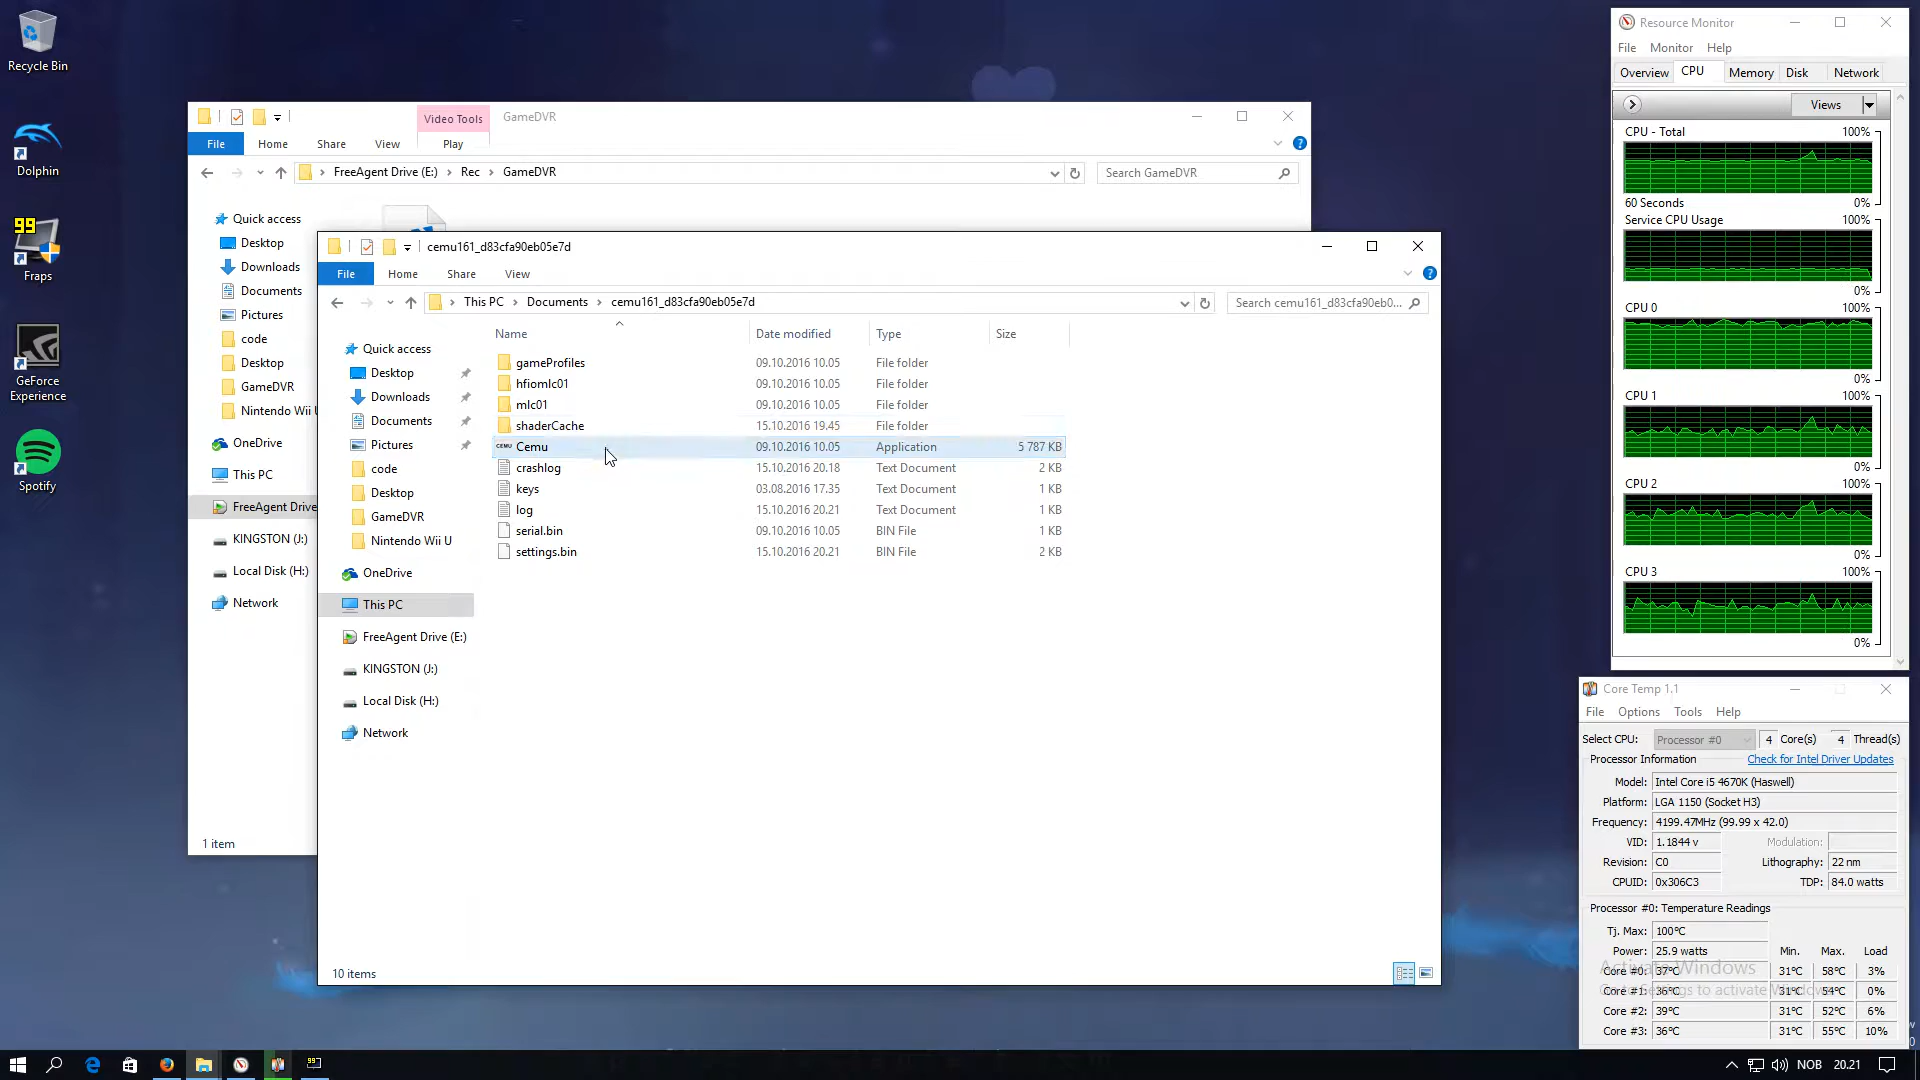 Recycle Bin
Dolphin
99
Fraps
GeForce
Experience
Spotify
Video Tools
GameDVR
File
Home
Share
View
Play
FreeAgent Drive (E:)
Rec
GameDVR
Search GameDVR
Quick access
Desktop
Downloads
Documents
Pictures
code
Desktop
GameDVR
Nintendo Wii U
OneDrive
This PC
FreeAgent Drive
KINGSTON (J:)
Local Disk (H:)
Network
1 item
cemu161_d83cfa90eb05e7d
File
Home
Share
View
This PC
Documents
cemu161_d83cfa90eb05e7d
Search cemu161_d83cfa90eb0...
Quick access
Desktop
Downloads
Documents
Pictures
code
Desktop
GameDVR
Nintendo Wii U
OneDrive
This PC
FreeAgent Drive (E:)
KINGSTON (J:)
Local Disk (H:)
Network
Name Date modified Type Size
gameProfiles 09.10.2016 10.05 File folder
hfiomlc01 09.10.2016 10.05 File folder
mlc01 09.10.2016 10.05 File folder
shaderCache 15.10.2016 19.45 File folder
CEMU Cemu 09.10.2016 10.05 Application 5 787 KB
crashlog 15.10.2016 20.18 Text Document 2 KB
keys 03.08.2016 17.35 Text Document 1 KB
log 15.10.2016 20.21 Text Document 1 KB
serial.bin 09.10.2016 10.05 BIN File 1 KB
settings.bin 15.10.2016 20.21 BIN File 2 KB
10 items
Resource Monitor
File Monitor Help
Overview CPU Memory Disk Network
Views
CPU - Total 100%
60 Seconds 0%
Service CPU Usage 100%
0%
CPU 0 100%
0%
CPU 1 100%
0%
CPU 2 100%
0%
CPU 3 100%
0%
Core Temp 1.1
File Options Tools Help
Select CPU: Processor #0 4 Core(s) 4 Thread(s)
Processor Information Check for Intel Driver Updates
Model: Intel Core i5 4670K (Haswell)
Platform: LGA 1150 (Socket H3)
Frequency: 4199.47MHz (99.99 x 42.0)
VID: 1.1844 v Modulation:
Revision: C0 Lithography: 22 nm
CPUID: 0x306C3 TDP: 84.0 watts
Processor #0: Temperature Readings
Tj. Max: 100°C
Power: 25.9 watts Min. Max. Load
Activate Windows
Core #0: 37°C 31°C 58°C 3%
Go to Settings to activate Windows
Core #1: 36°C 31°C 54°C 0%
Core #2: 39°C 31°C 52°C 6%
Core #3: 36°C 31°C 55°C 10%
99
NOB 20.21